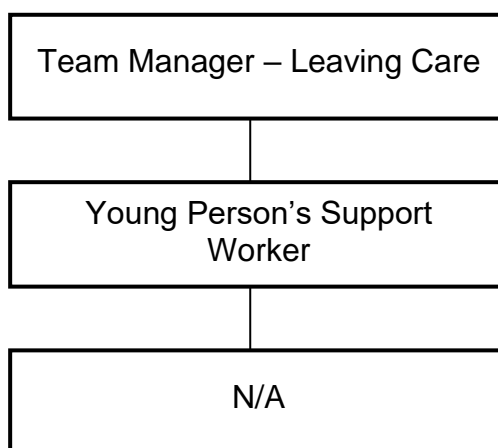 Team Manager – Leaving Care
Young Person’s Support
Worker
N/A